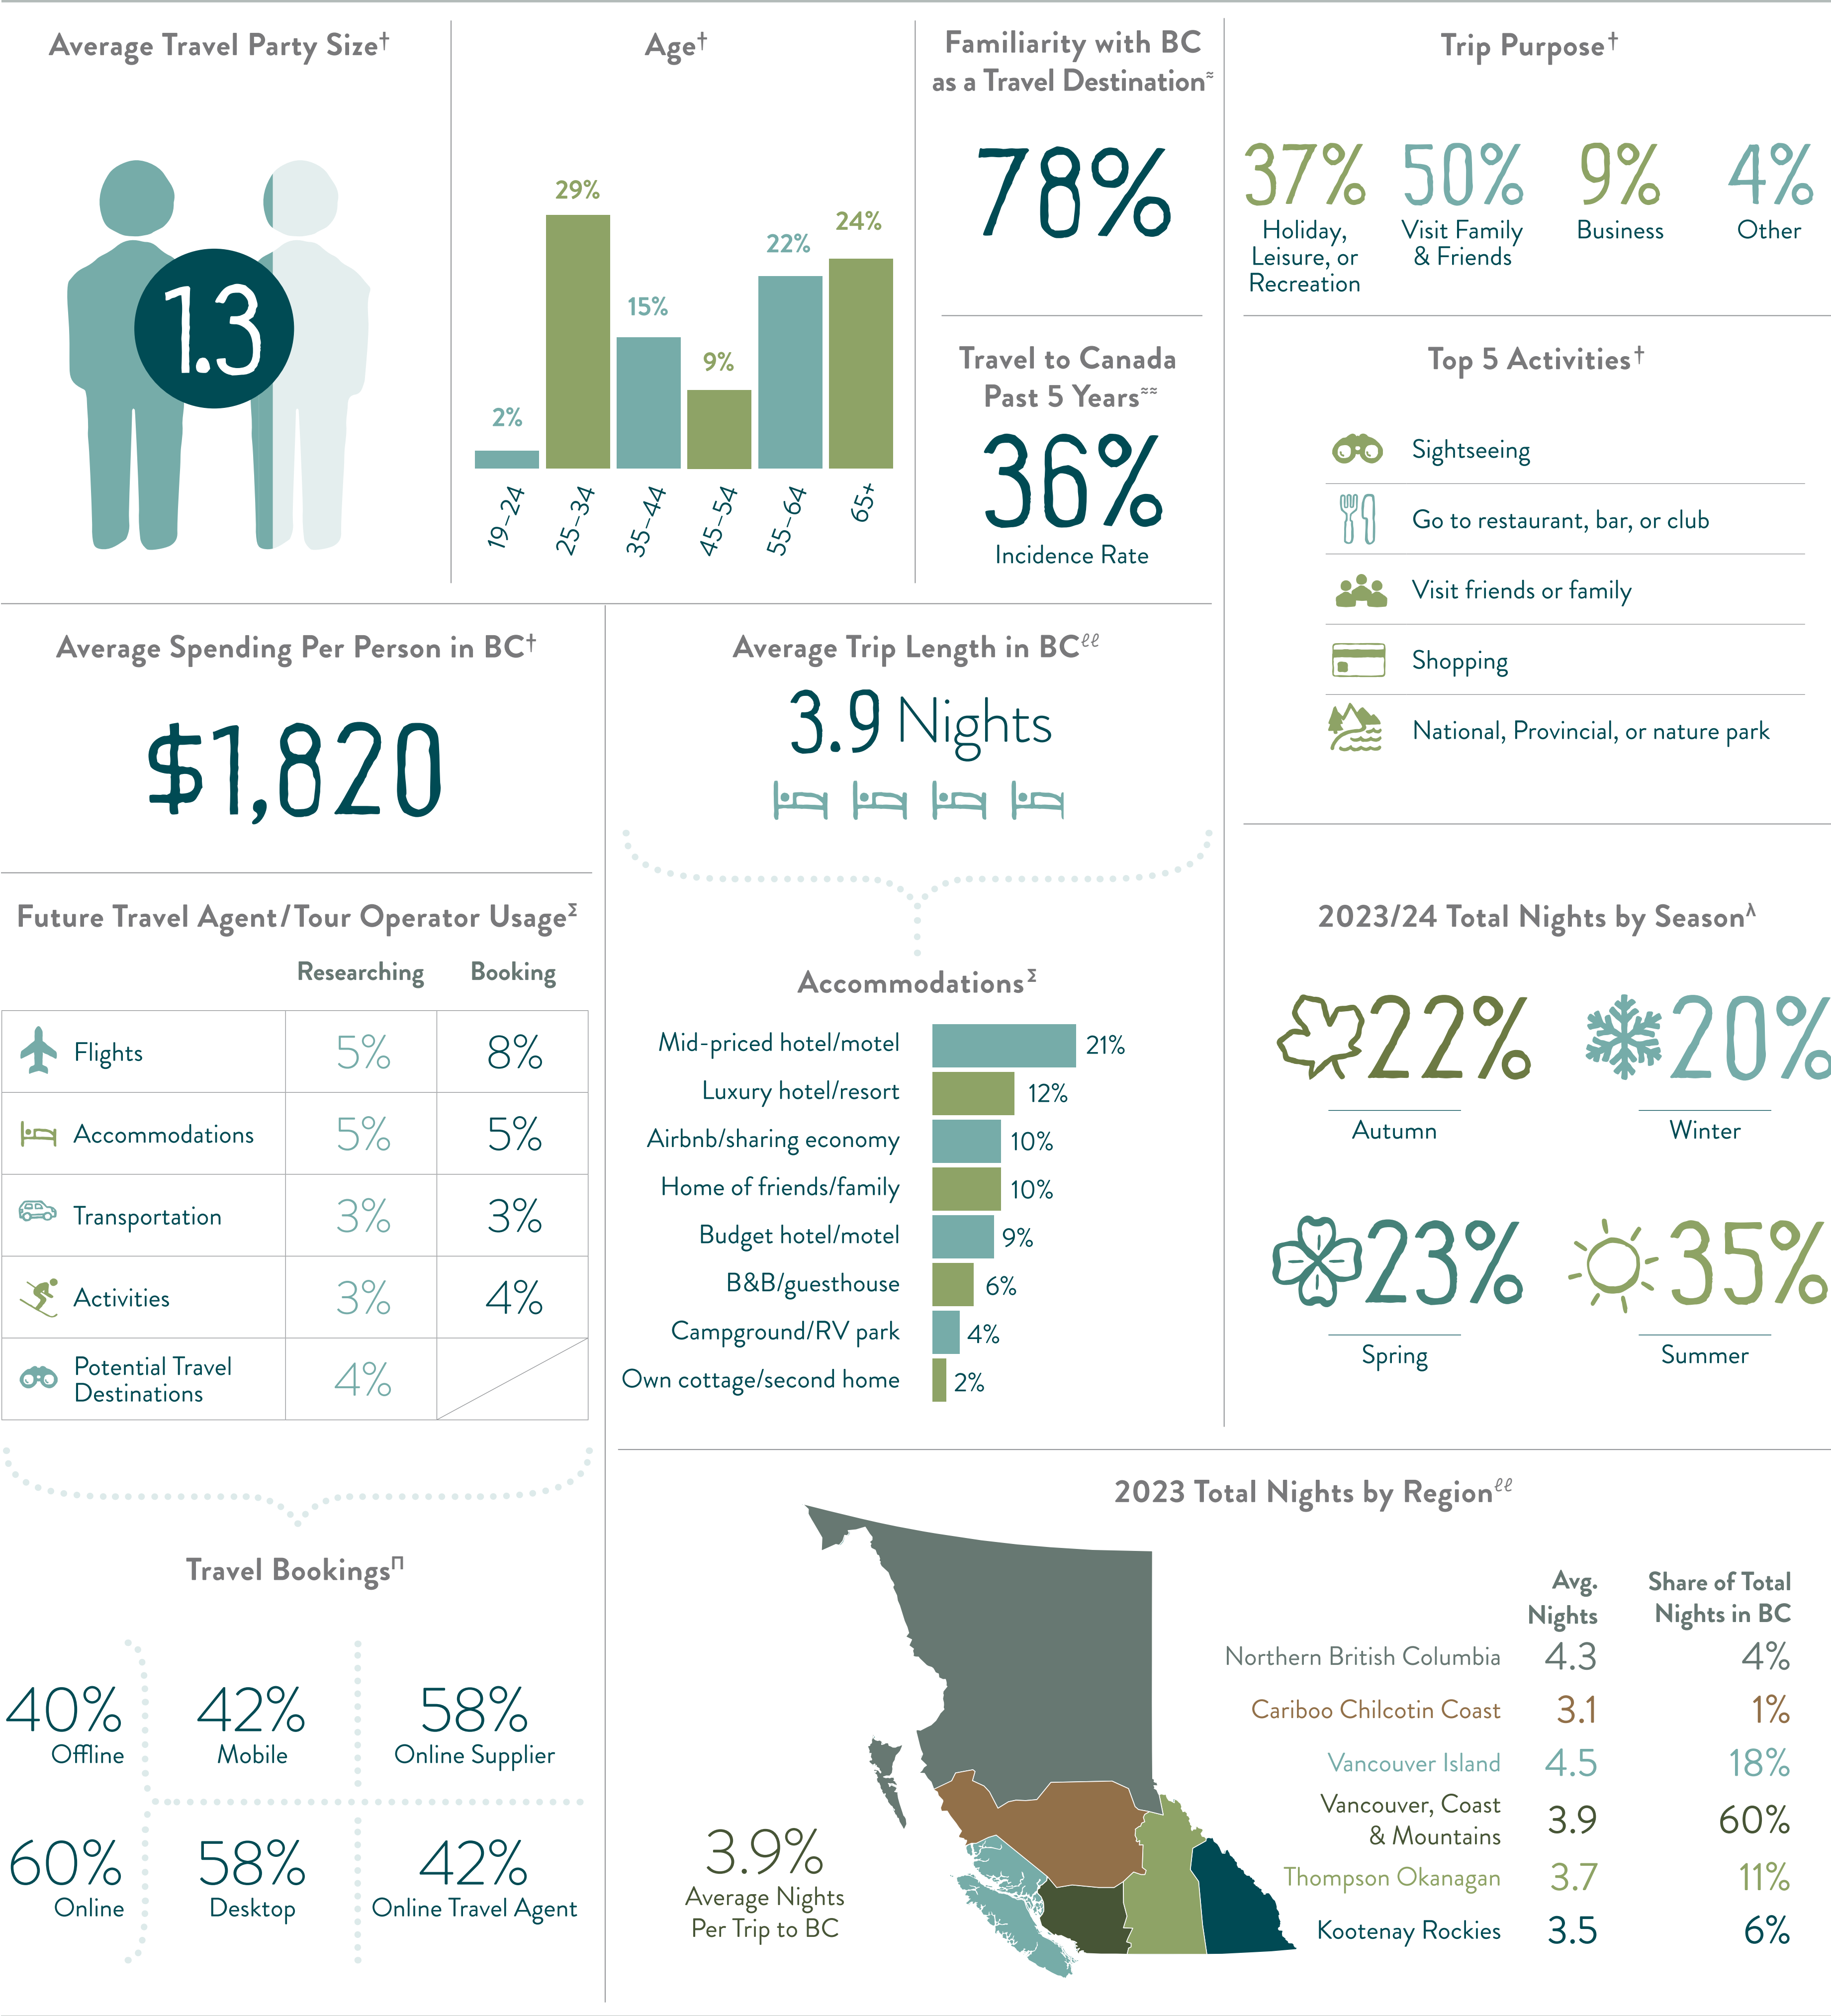 Average Travel Party Size†
1.3
Age†
29%
24%
22%
15%
9%
2%
19–24
25–34
35–44
45–54
55–64
65+
Familiarity with BC
as a Travel Destination≈
78%
Travel to Canada
Past 5 Years≈≈
36%
Incidence Rate
Trip Purpose†
37%
Holiday,
Leisure, or
Recreation
50%
Visit Family
& Friends
9%
Business
4%
Other
Top 5 Activities†
Sightseeing
Go to restaurant, bar, or club
Visit friends or family
Shopping
National, Provincial, or nature park
Average Spending Per Person in BC†
$1,820
Average Trip Length in BCℓℓ
3.9 Nights
Future Travel Agent/Tour Operator UsageΣ
Researching Booking
Flights 5% 8%
Accommodations 5% 5%
Transportation 3% 3%
Activities 3% 4%
Potential Travel
Destinations 4%
AccommodationsΣ
Mid-priced hotel/motel 21%
Luxury hotel/resort 12%
Airbnb/sharing economy 10%
Home of friends/family 10%
Budget hotel/motel 9%
B&B/guesthouse 6%
Campground/RV park 4%
Own cottage/second home 2%
2023/24 Total Nights by Seasonλ
22%
Autumn
20%
Winter
23%
Spring
35%
Summer
Travel BookingsΠ
40%
Offline
42%
Mobile
58%
Online Supplier
60%
Online
58%
Desktop
42%
Online Travel Agent
2023 Total Nights by Regionℓℓ
3.9%
Average Nights
Per Trip to BC
Avg.
Nights
Share of Total
Nights in BC
Northern British Columbia 4.3 4%
Cariboo Chilcotin Coast 3.1 1%
Vancouver Island 4.5 18%
Vancouver, Coast
& Mountains 3.9 60%
Thompson Okanagan 3.7 11%
Kootenay Rockies 3.5 6%